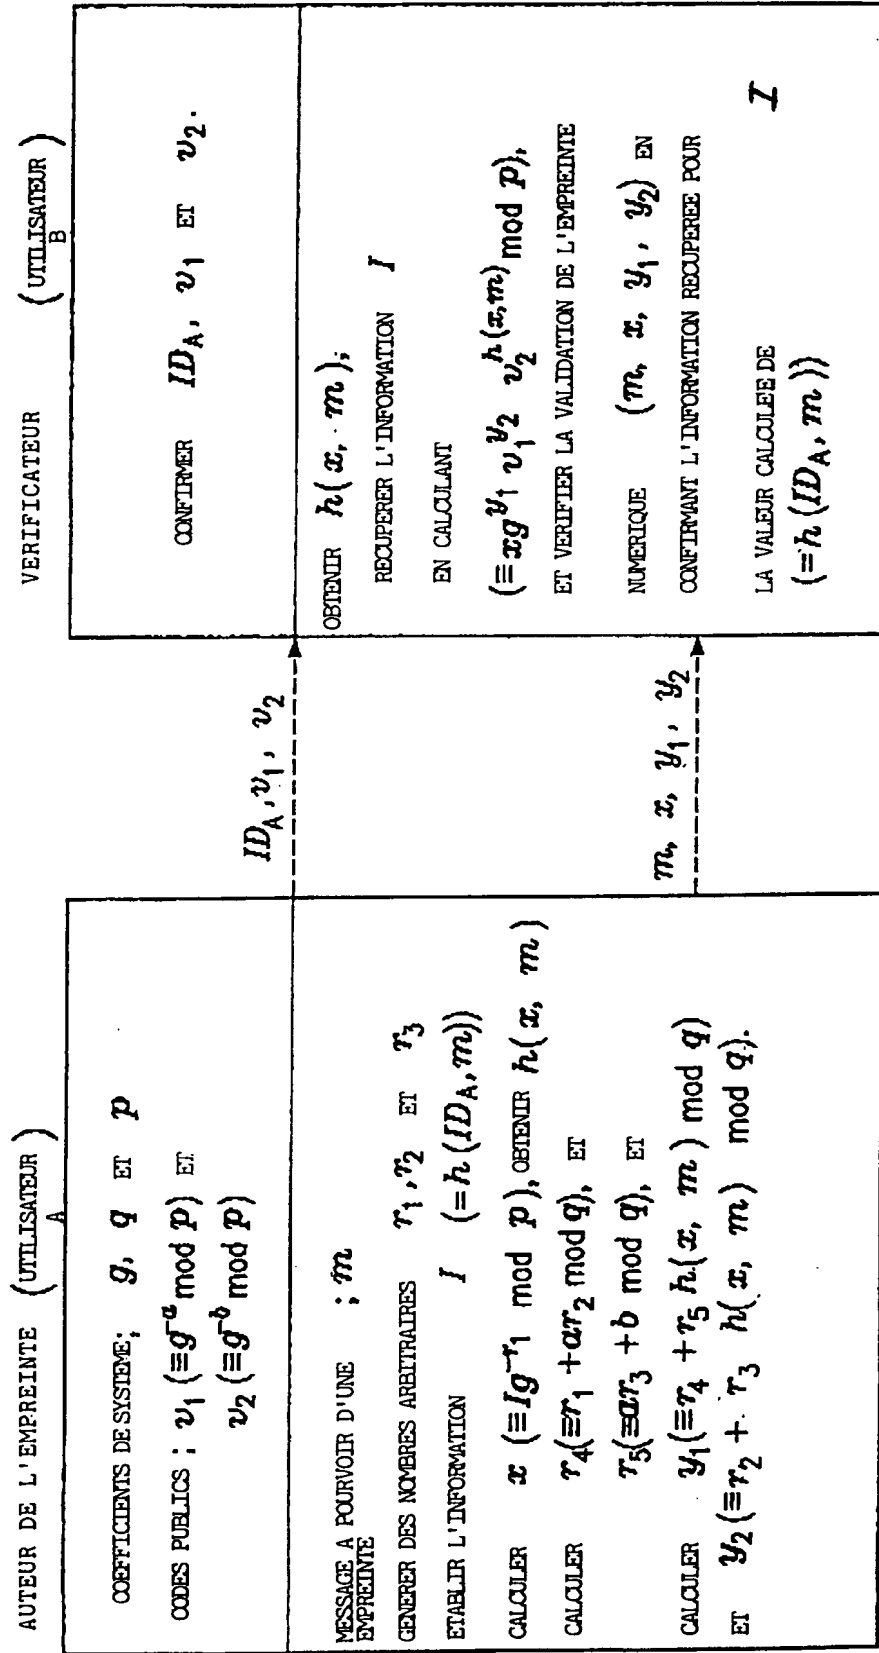 AUTEUR DE L'EMPREINTE (UTILISATEUR A)
COEFFICIENTS DE SYSTEME; g, q ET p
CODES PUBLICS ; v₁ (≡g⁻ᵃ mod p) ET
v₂ (≡g⁻ᵇ mod p)
MESSAGE A POURVOIR D'UNE EMPREINTE ; m
GENERER DES NOMBRES ARBITRAIRES r₁, r₂ ET r₃
ETABLIR L'INFORMATION I (=h(ID_A, m))
CALCULER x (≡Ig^-r₁ mod p), OBTENIR h(x, m)
CALCULER r₄(≡r₁ +ar₂ mod q), ET
r₅(≡ar₃ +b mod q), ET
CALCULER y₁(≡r₄ +r₅ h(x, m) mod q)
ET y₂(≡r₂ + r₃ h(x, m) mod q).
ID_A, v₁, v₂
m, x, y₁, y₂
VERIFICATEUR (UTILISATEUR B)
CONFIRMER ID_A, v₁ ET v₂.
OBTENIR h(x, m);
RECUPERER L'INFORMATION I
EN CALCULANT
(≡xg^y₁ v₁^y₂ v₂^h(x,m) mod p),
ET VERIFIER LA VALIDATION DE L'EMPREINTE
NUMERIQUE (m, x, y₁, y₂) EN
CONFIRMANT L'INFORMATION RECUPEREE POUR I
LA VALEUR CALCULEE DE
(=h(ID_A, m))